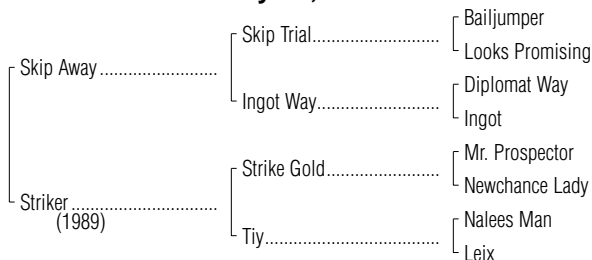 Bailjumper
Skip Trial
Looks Promising
Skip Away
Diplomat Way
Ingot Way
Ingot
Mr. Prospector
Strike Gold
Newchance Lady
Striker
(1989)
Nalees Man
Tiy
Leix